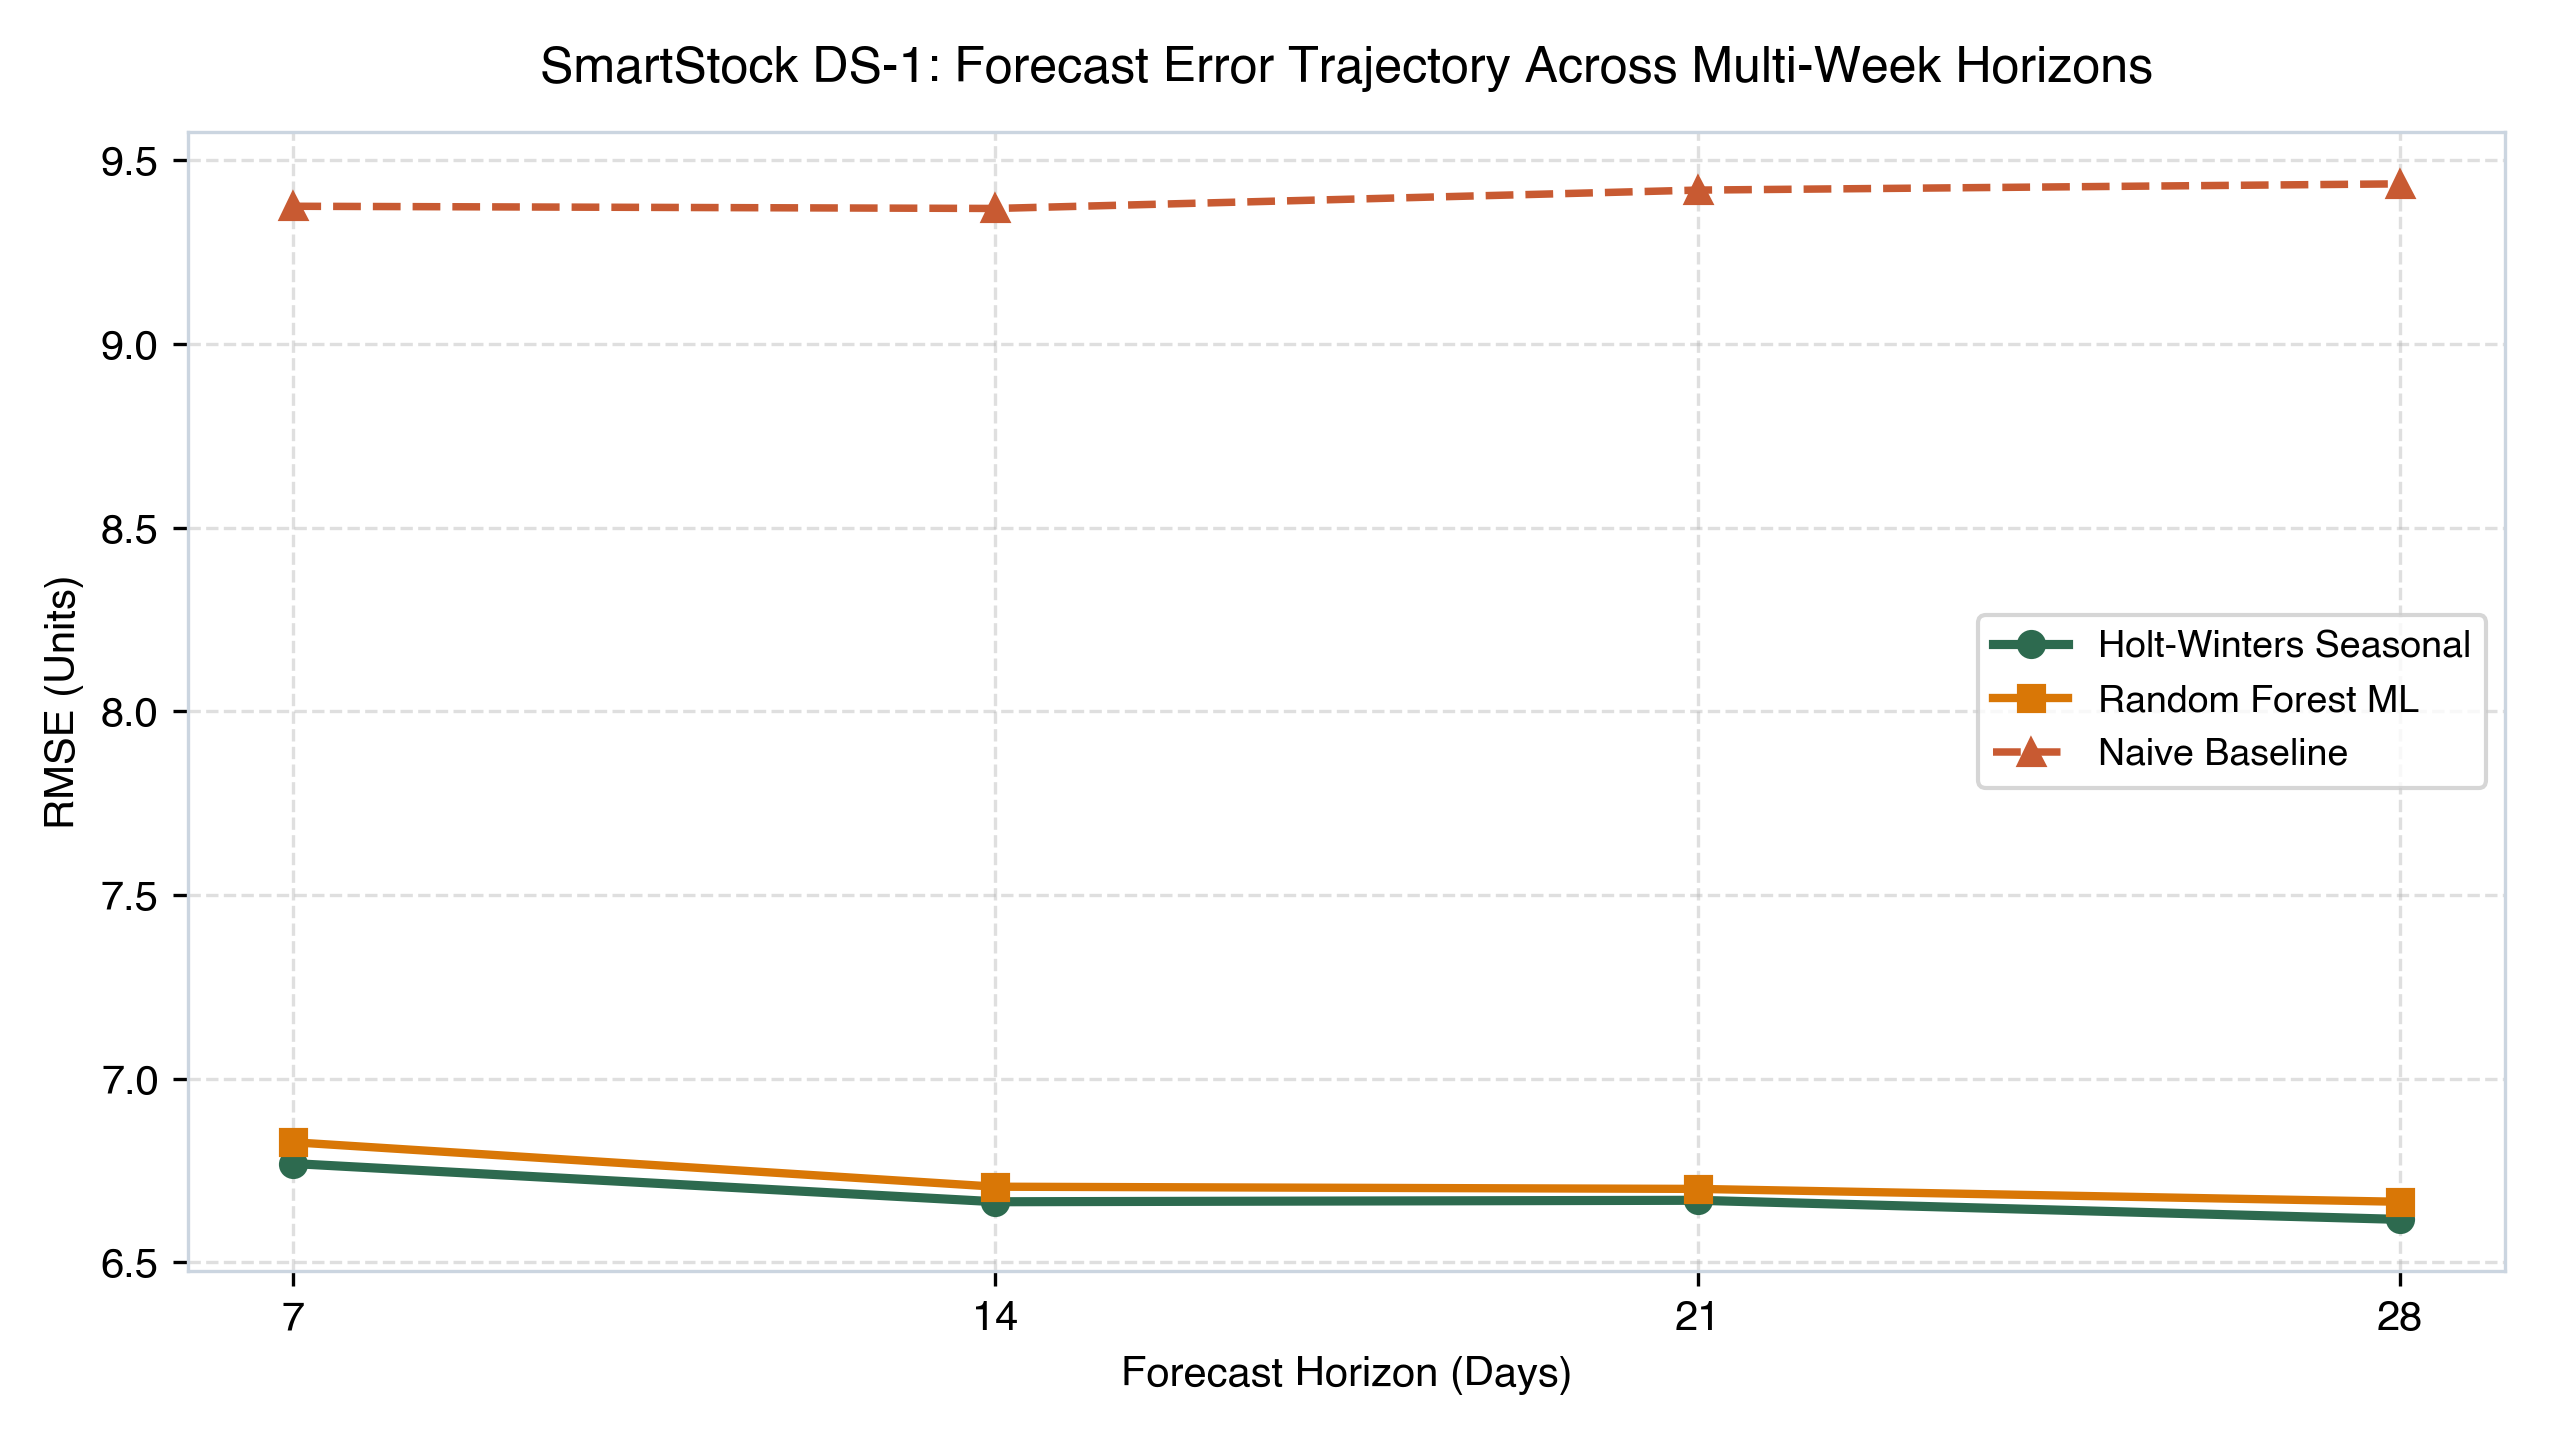 SmartStock DS-1: Forecast Error Trajectory Across Multi-Week Horizons
RMSE (Units)
9.5
9.0
8.5
8.0
7.5
7.0
6.5
Holt-Winters Seasonal
Random Forest ML
Naive Baseline
7 14 21 28
Forecast Horizon (Days)